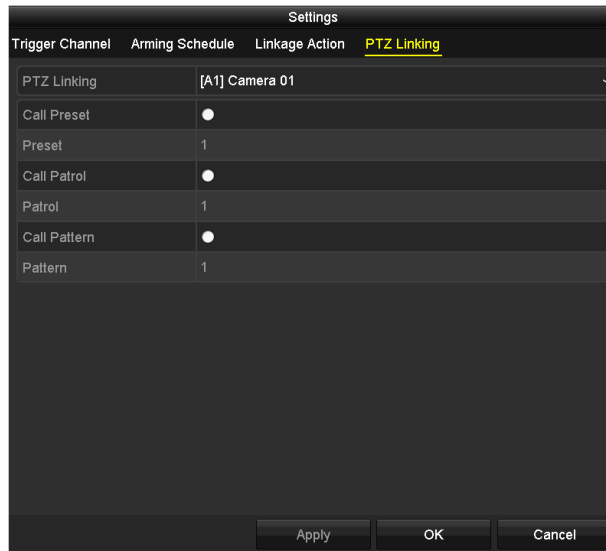 Settings
Trigger Channel Arming Schedule Linkage Action PTZ Linking
PTZ Linking [A1] Camera 01
Call Preset
Preset 1
Call Patrol
Patrol 1
Call Pattern
Pattern 1
Apply OK Cancel